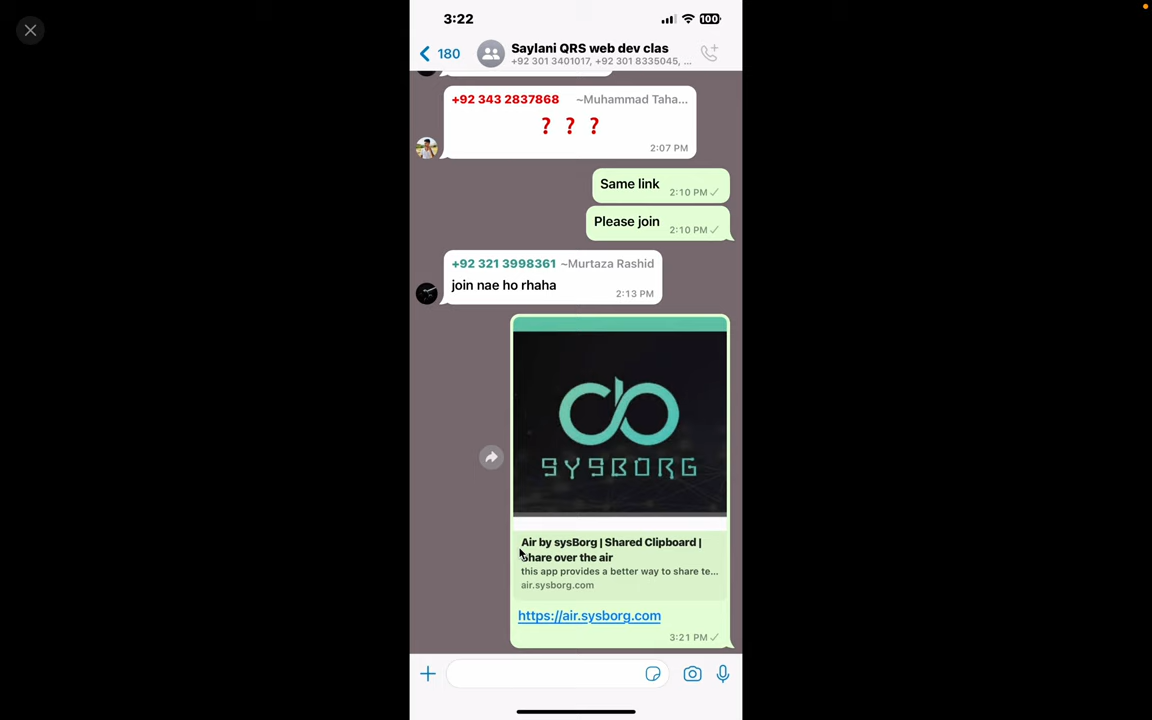 3:22
100
180
Saylani QRS web dev clas
+92 301 3401017, +92 301 8335045, ...
+92 343 2837868 ~Muhammad Taha...
? ? ?
2:07 PM
Same link
2:10 PM
Please join
2:10 PM
+92 321 3998361 ~Murtaza Rashid
join nae ho rhaha
2:13 PM
SYSBORG
Air by sysBorg | Shared Clipboard |
Share over the air
this app provides a better way to share te...
air.sysborg.com
https://air.sysborg.com
3:21 PM